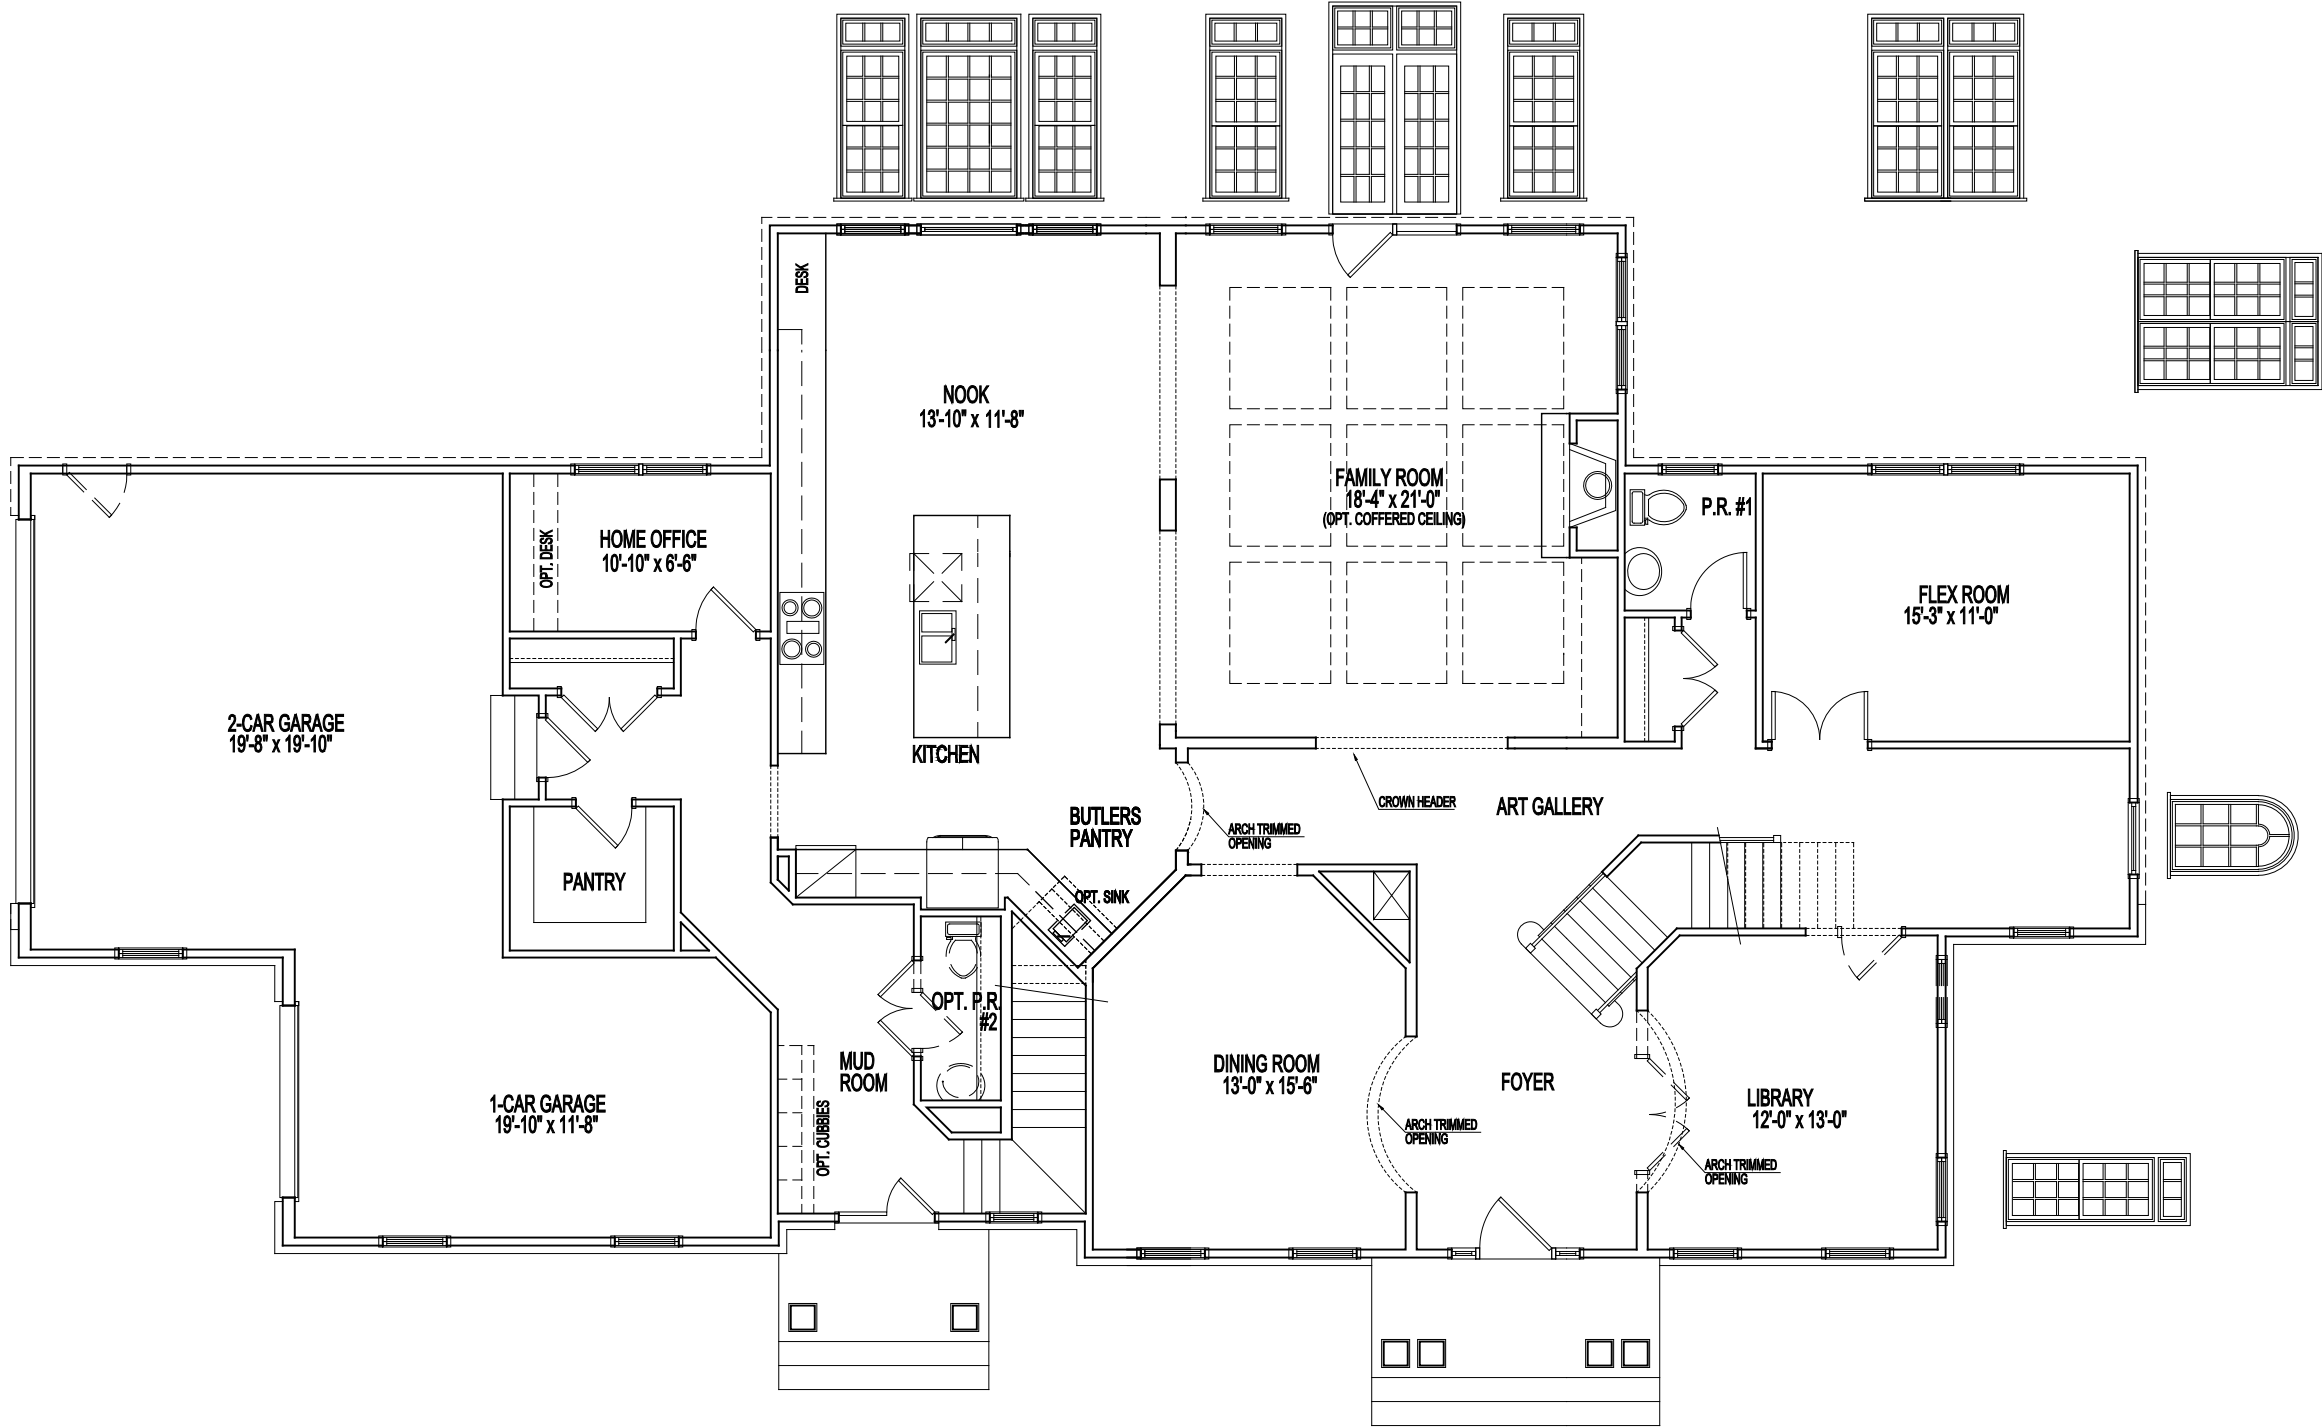 DESK
NOOK
13'-10" x 11'-8"
FAMILY ROOM
18'-4" x 21'-0"
(OPT. COFFERED CEILING)
P.R. #1
OPT. DESK
HOME OFFICE
10'-10" x 6'-6"
FLEX ROOM
15'-3" x 11'-0"
2-CAR GARAGE
19'-8" x 19'-10"
KITCHEN
CROWN HEADER
ART GALLERY
BUTLERS
PANTRY
ARCH TRIMMED
OPENING
PANTRY
OPT. SINK
OPT. P.R.
#2
MUD
ROOM
DINING ROOM
13'-0" x 15'-6"
FOYER
LIBRARY
12'-0" x 13'-0"
1-CAR GARAGE
19'-10" x 11'-8"
OPT. CUBBIES
ARCH TRIMMED
OPENING
ARCH TRIMMED
OPENING